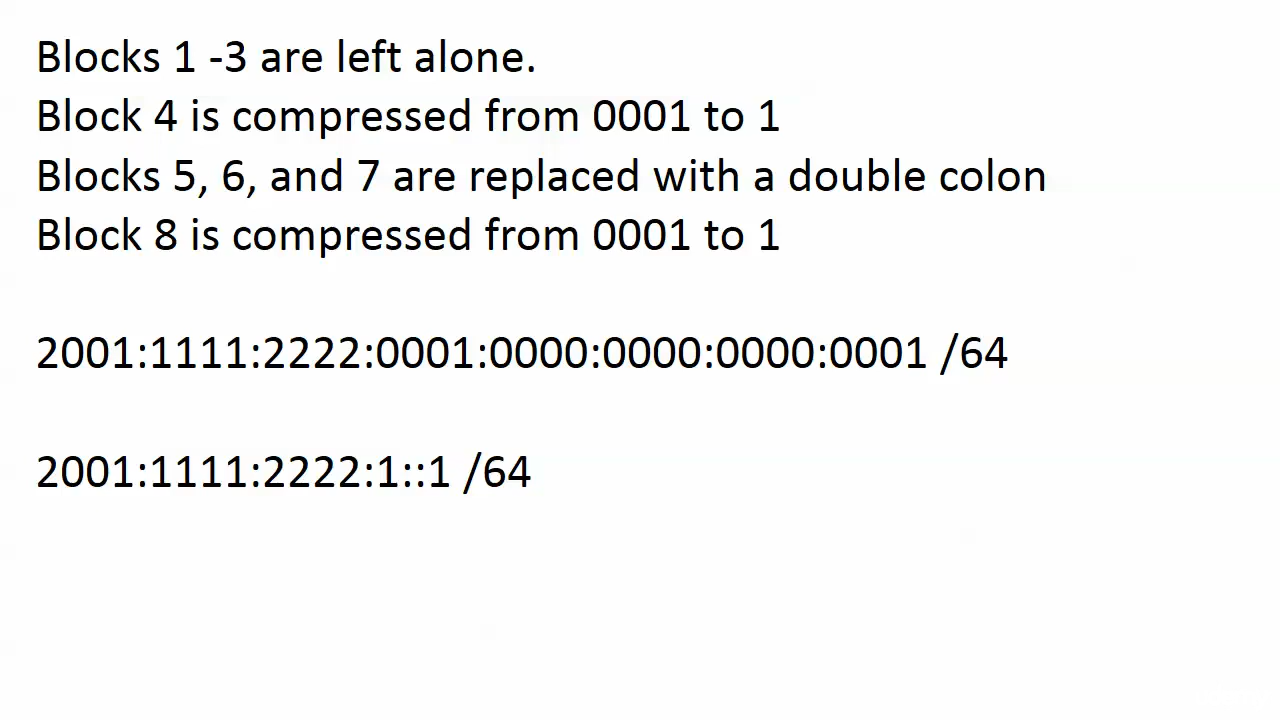 Blocks 1 -3 are left alone.
Block 4 is compressed from 0001 to 1
Blocks 5, 6, and 7 are replaced with a double colon
Block 8 is compressed from 0001 to 1
2001:1111:2222:0001:0000:0000:0000:0001 /64
2001:1111:2222:1::1 /64